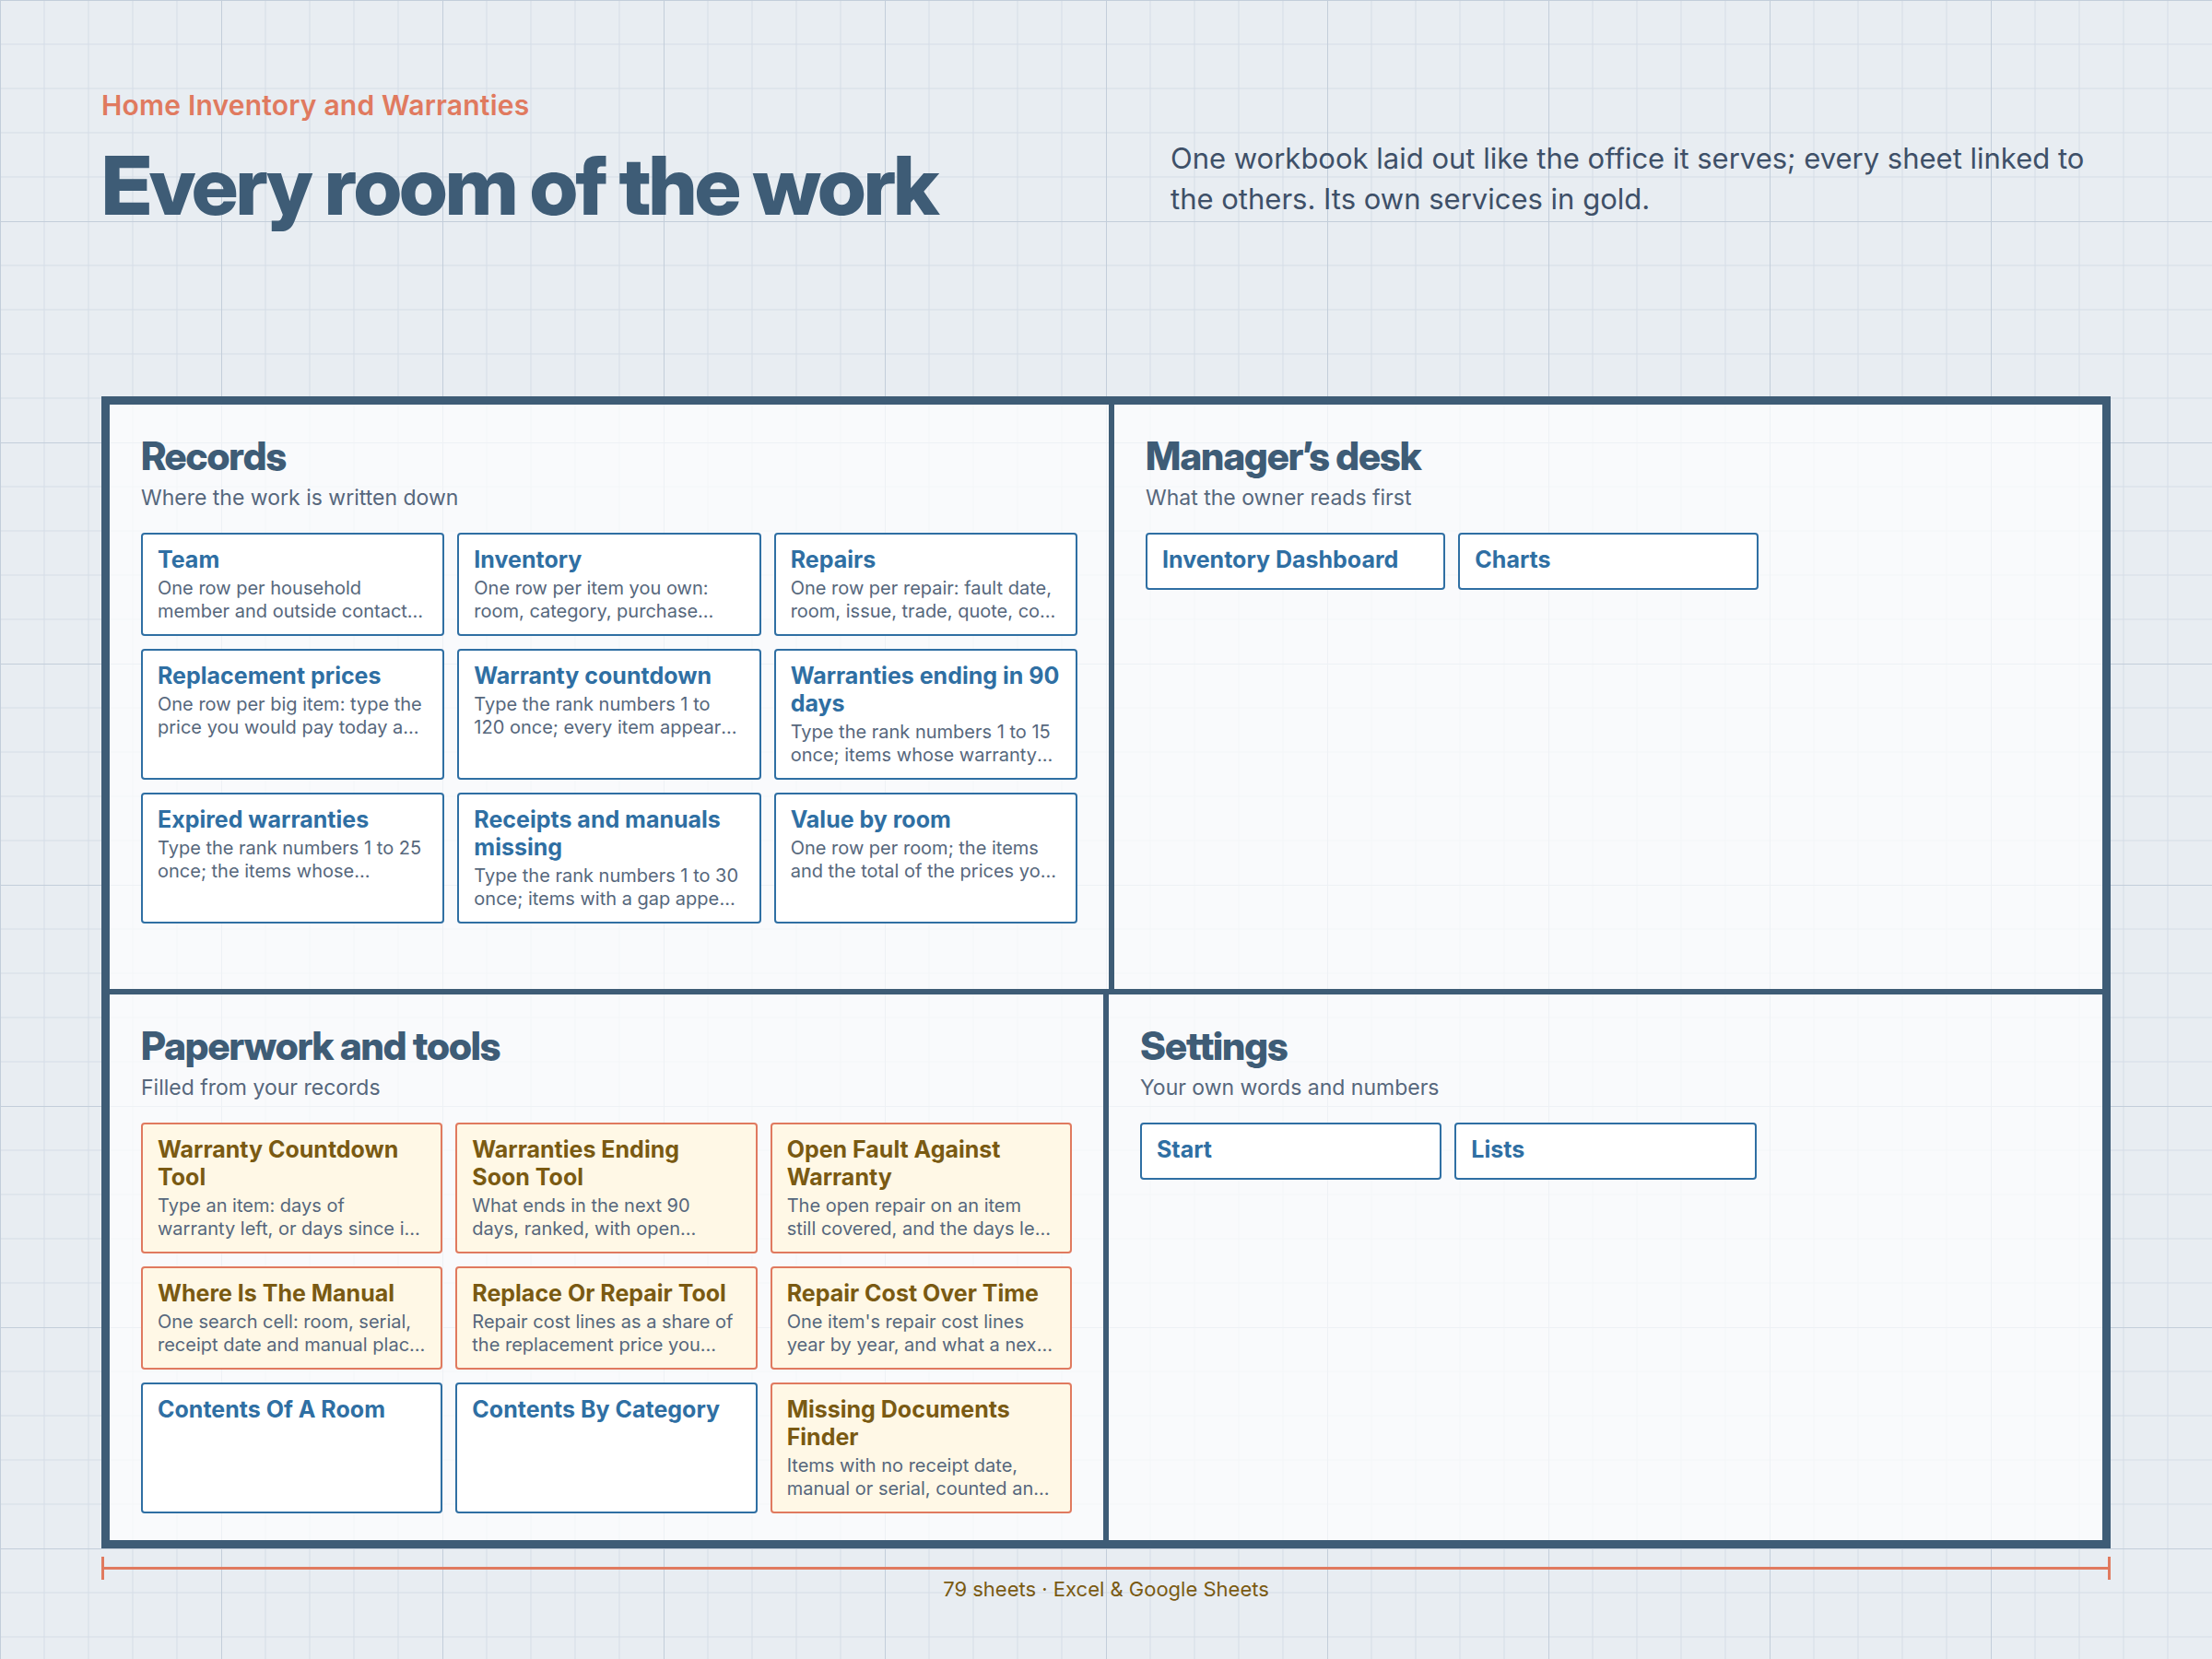 Home Inventory and Warranties
Every room of the work
One workbook laid out like the office it serves; every sheet linked to
the others. Its own services in gold.
Records
Where the work is written down
Team
One row per household
member and outside contact...
Inventory
One row per item you own:
room, category, purchase...
Repairs
One row per repair: fault date,
room, issue, trade, quote, co...
Replacement prices
One row per big item: type the
price you would pay today a...
Warranty countdown
Type the rank numbers 1 to
120 once; every item appear...
Warranties ending in 90
days
Type the rank numbers 1 to 15
once; items whose warranty...
Expired warranties
Type the rank numbers 1 to 25
once; the items whose...
Receipts and manuals
missing
Type the rank numbers 1 to 30
once; items with a gap appe...
Value by room
One row per room; the items
and the total of the prices yo...
Manager’s desk
What the owner reads first
Inventory Dashboard
Charts
Paperwork and tools
Filled from your records
Warranty Countdown
Tool
Type an item: days of
warranty left, or days since i...
Warranties Ending
Soon Tool
What ends in the next 90
days, ranked, with open...
Open Fault Against
Warranty
The open repair on an item
still covered, and the days le...
Where Is The Manual
One search cell: room, serial,
receipt date and manual plac...
Replace Or Repair Tool
Repair cost lines as a share of
the replacement price you...
Repair Cost Over Time
One item's repair cost lines
year by year, and what a nex...
Contents Of A Room
Contents By Category
Missing Documents
Finder
Items with no receipt date,
manual or serial, counted an...
Settings
Your own words and numbers
Start
Lists
79 sheets · Excel & Google Sheets